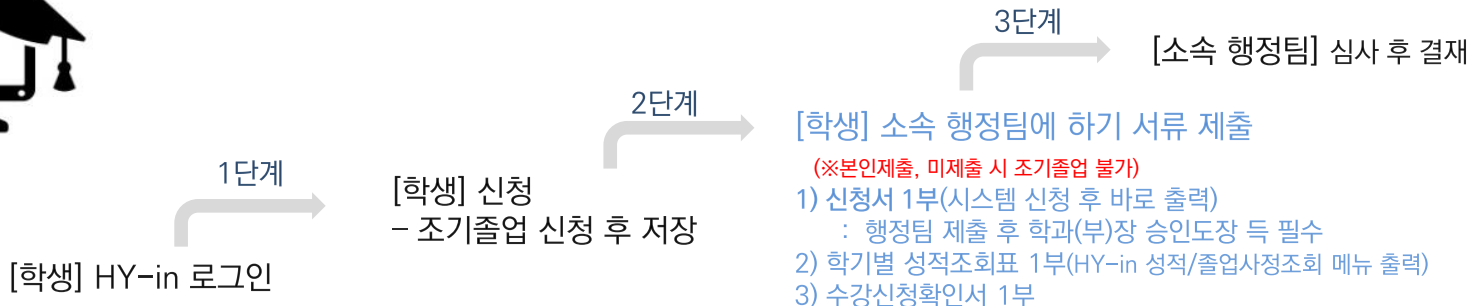 [학생] HY-in 로그인
1단계
[학생] 신청
- 조기졸업 신청 후 저장
2단계
[학생] 소속 행정팀에 하기 서류 제출
(※본인제출, 미제출 시 조기졸업 불가)
1) 신청서 1부(시스템 신청 후 바로 출력)
: 행정팀 제출 후 학과(부)장 승인도장 득 필수
2) 학기별 성적조회표 1부(HY-in 성적/졸업사정조회 메뉴 출력)
3) 수강신청확인서 1부
3단계
[소속 행정팀] 심사 후 결재